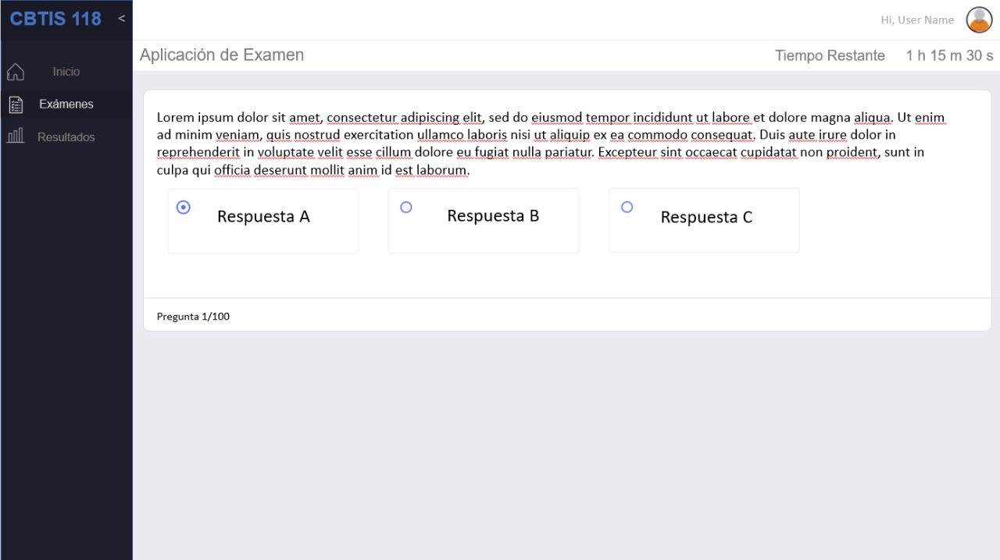 CBTIS 118 <
Hi, User Name
Aplicación de Examen
Tiempo Restante 1 h 15 m 30 s
Inicio
Exámenes
Resultados
Lorem ipsum dolor sit amet, consectetur adipiscing elit, sed do eiusmod tempor incididunt ut labore et dolore magna aliqua. Ut enim
ad minim veniam, quis nostrud exercitation ullamco laboris nisi ut aliquip ex ea commodo consequat. Duis aute irure dolor in
reprehenderit in voluptate velit esse cillum dolore eu fugiat nulla pariatur. Excepteur sint occaecat cupidatat non proident, sunt in
culpa qui officia deserunt mollit anim id est laborum.
Respuesta A
Respuesta B
Respuesta C
Pregunta 1/100